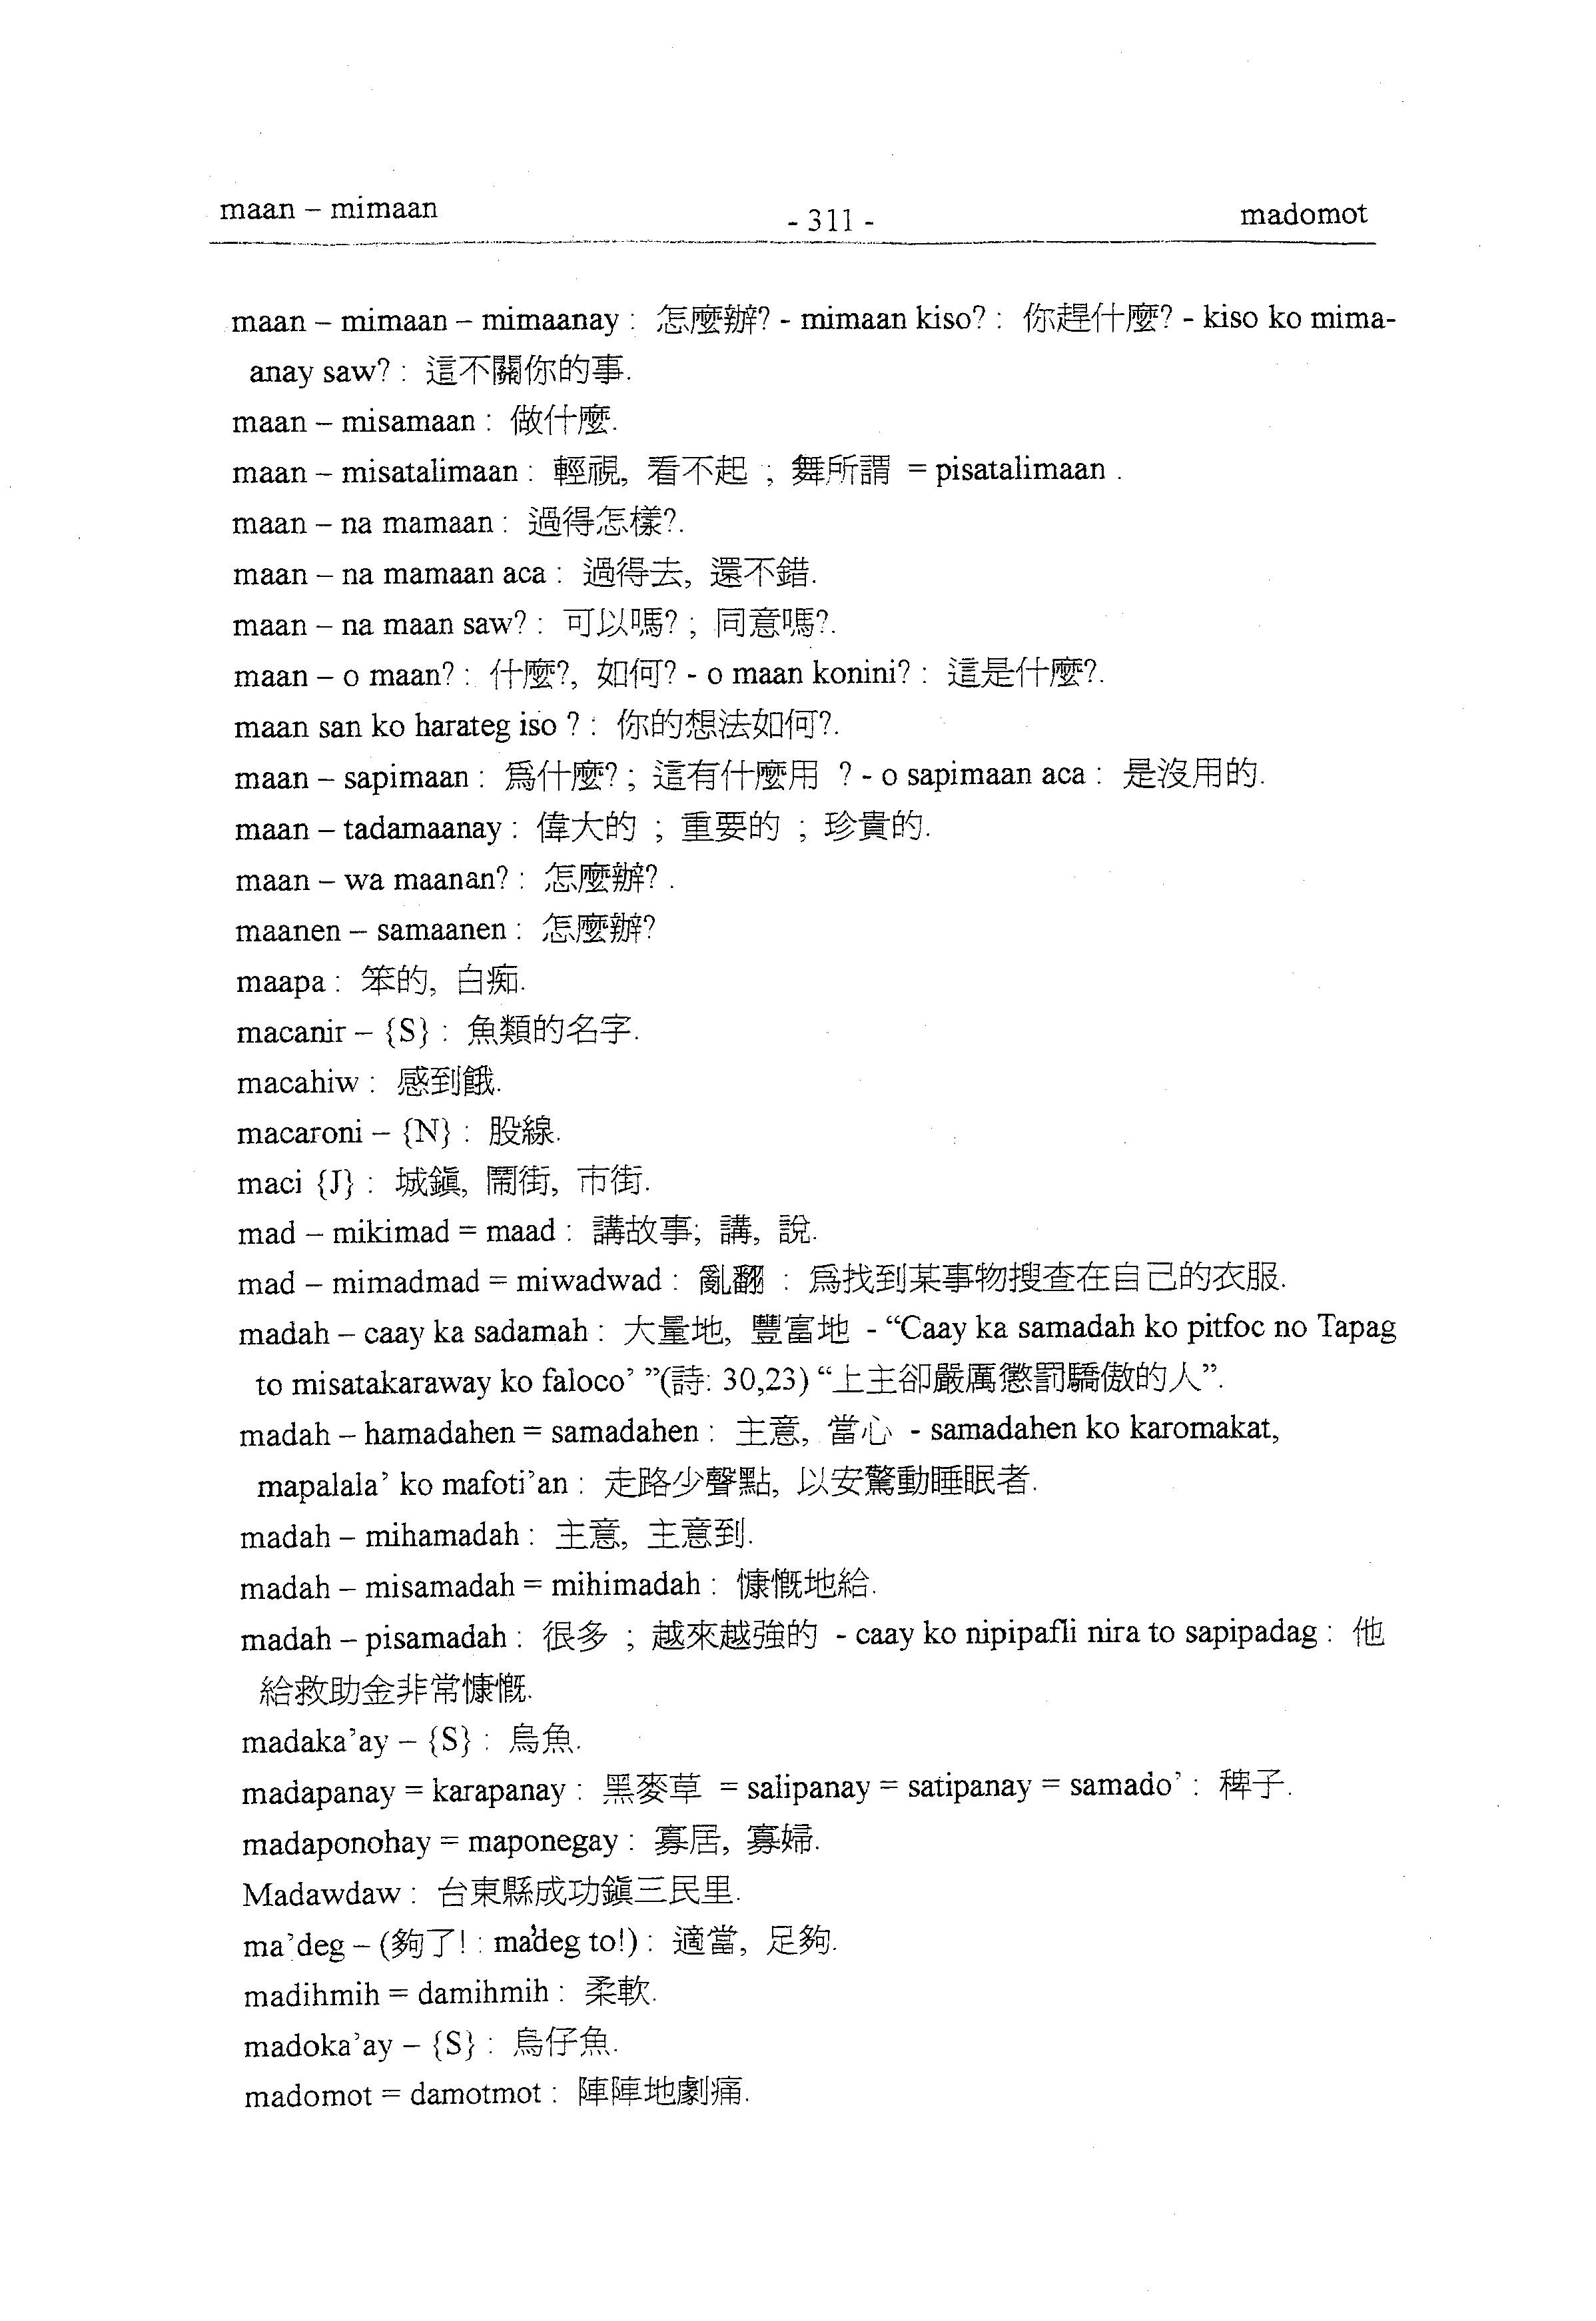 maan – mimaan
- 311 -
madomot
maan – mimaan – mimaanay : 怎麼辦? - mimaan kiso? : 你趕什麼? - kiso ko mima-
anay saw? : 這不關你的事.
maan – misamaan : 做什麼.
maan – misatalimaan : 輕視, 看不起 ; 舞所謂 = pisatalimaan .
maan – na mamaan : 過得怎樣?.
maan – na mamaan aca : 過得去, 還不錯.
maan – na maan saw? : 可以嗎? ; 同意嗎?.
maan – o maan? : 什麼?, 如何? - o maan konini? : 這是什麼?.
maan san ko harateg iso ? : 你的想法如何?.
maan – sapimaan : 爲什麼? ; 這有什麼用 ? - o sapimaan aca : 是沒用的.
maan – tadamaanay : 偉大的 ; 重要的 ; 珍貴的.
maan – wa maanan? : 怎麼辦? .
maanen – samaanen : 怎麼辦?
maapa : 笨的, 白痴.
macanir – {S} : 魚類的名字.
macahiw : 感到餓.
macaroni – {N} : 股線.
maci {J} : 城鎭, 鬧街, 市街.
mad – mikimad = maad : 講故事; 講, 說.
mad – mimadmad = miwadwad : 亂翻 : 爲找到某事物搜查在自己的衣服.
madah – caay ka sadamah : 大量地, 豐富地 - “Caay ka samadah ko pitfoc no Tapag
to misatakaraway ko faloco’ ”(詩: 30,23) “上主卻嚴厲懲罰驕傲的人”.
madah – hamadahen = samadahen : 主意, 當心 - samadahen ko karomakat,
mapalala’ ko mafoti’an : 走路少聲點, 以安驚動睡眠者.
madah – mihamadah : 主意, 主意到.
madah – misamadah = mihimadah : 慷慨地給.
madah – pisamadah : 很多 ; 越來越強的 - caay ko nipipafli nira to sapipadag : 他
給救助金非常慷慨.
madaka’ay – {S} : 烏魚.
madapanay = karapanay : 黑麥草 = salipanay = satipanay = samado’ : 稗子.
madaponohay = maponegay : 寡居, 寡婦.
Madawdaw : 台東縣成功鎭三民里.
ma’deg – (夠了! : ma’deg to!) : 適當, 足夠.
madihmih = damihmih : 柔軟.
madoka’ay – {S} : 烏仔魚.
madomot = damotmot : 陣陣地劇痛.